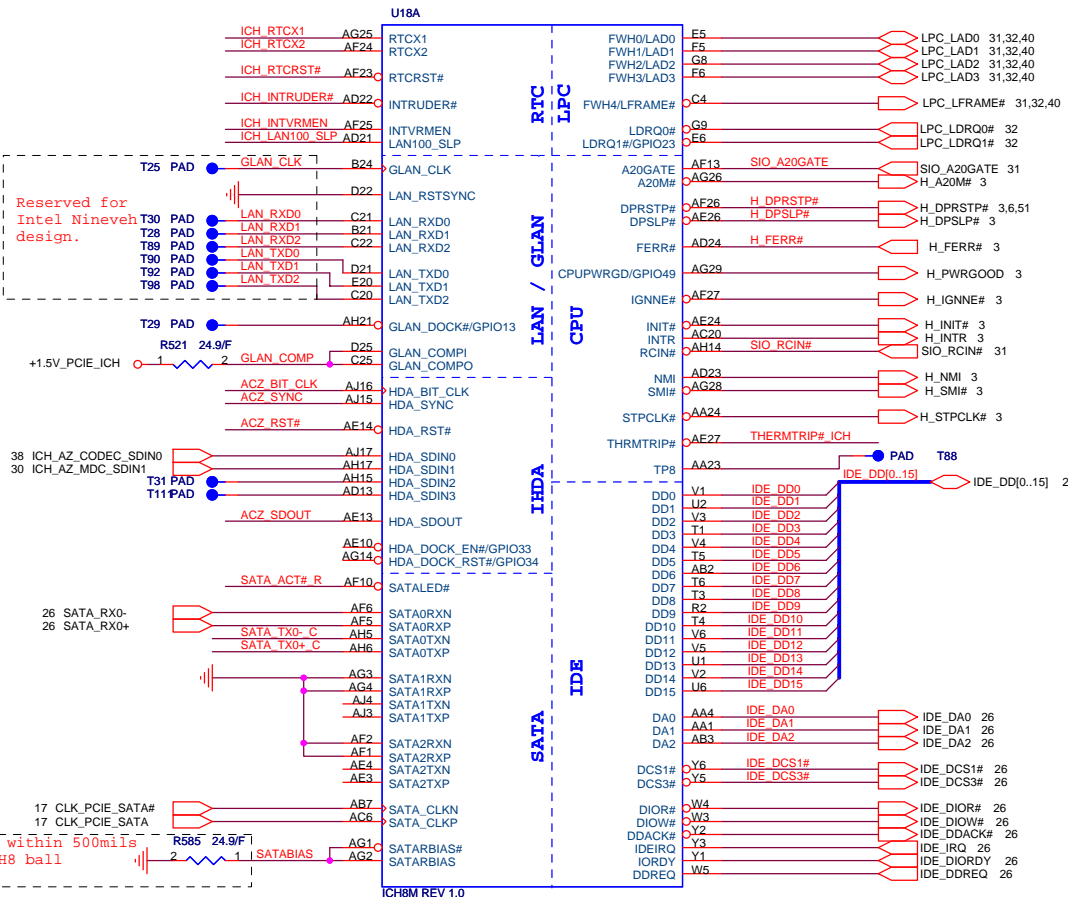 U18A
ICH_RTCX1 AG25 RTCX1
ICH_RTCX2 AF24 RTCX2
ICH_RTCRST# AF23 RTCRST#
ICH_INTRUDER# AD22 INTRUDER#
ICH_INTVRMEN AF25 INTVRMEN
ICH_LAN100_SLP AD21 LAN100_SLP
T25 PAD GLAN_CLK B24 GLAN_CLK
D22 LAN_RSTSYNC
Reserved for
Intel Nineveh
design.
T30 PAD LAN_RXD0 C21 LAN_RXD0
T28 PAD LAN_RXD1 B21 LAN_RXD1
T89 PAD LAN_RXD2 C22 LAN_RXD2
T90 PAD LAN_TXD0 D21 LAN_TXD0
T92 PAD LAN_TXD1 E20 LAN_TXD1
T98 PAD LAN_TXD2 C20 LAN_TXD2
T29 PAD AH21 GLAN_DOCK#/GPIO13
R521 24.9/F
+1.5V_PCIE_ICH 1 2 GLAN_COMP
D25 GLAN_COMPI
C25 GLAN_COMPO
ACZ_BIT_CLK AJ16 HDA_BIT_CLK
ACZ_SYNC AJ15 HDA_SYNC
ACZ_RST# AE14 HDA_RST#
38 ICH_AZ_CODEC_SDIN0 AJ17 HDA_SDIN0
30 ICH_AZ_MDC_SDIN1 AH17 HDA_SDIN1
T31 PAD AH15 HDA_SDIN2
T111 PAD AD13 HDA_SDIN3
ACZ_SDOUT AE13 HDA_SDOUT
AE10 HDA_DOCK_EN#/GPIO33
AG14 HDA_DOCK_RST#/GPIO34
SATA_ACT#_R AF10 SATALED#
26 SATA_RX0- AF6 SATA0RXN
26 SATA_RX0+ AF5 SATA0RXP
SATA_TX0-_C AH5 SATA0TXN
SATA_TX0+_C AH6 SATA0TXP
AG3 SATA1RXN
AG4 SATA1RXP
AJ4 SATA1TXN
AJ3 SATA1TXP
AF2 SATA2RXN
AF1 SATA2RXP
AE4 SATA2TXN
AE3 SATA2TXP
17 CLK_PCIE_SATA# AB7 SATA_CLKN
17 CLK_PCIE_SATA AC6 SATA_CLKP
within 500mils
H8 ball
R585 24.9/F
2 1 SATABIAS
AG1 SATARBIAS#
AG2 SATARBIAS
RTC
LAN / GLAN
IHDA
SATA
LPC
CPU
IDE
FWH0/LAD0 E5 LPC_LAD0 31,32,40
FWH1/LAD1 F5 LPC_LAD1 31,32,40
FWH2/LAD2 G8 LPC_LAD2 31,32,40
FWH3/LAD3 F6 LPC_LAD3 31,32,40
FWH4/LFRAME# C4 LPC_LFRAME# 31,32,40
LDRQ0# G9 LPC_LDRQ0# 32
LDRQ1#/GPIO23 E6 LPC_LDRQ1# 32
A20GATE AF13 SIO_A20GATE SIO_A20GATE 31
A20M# AG26 H_A20M# 3
DPRSTP# AF26 H_DPRSTP# H_DPRSTP# 3,6,51
DPSLP# AE26 H_DPSLP# H_DPSLP# 3
FERR# AD24 H_FERR# H_FERR# 3
CPUPWRGD/GPIO49 AG29 H_PWRGOOD 3
IGNNE# AF27 H_IGNNE# 3
INIT# AE24 H_INIT# 3
INTR AC20 H_INTR 3
RCIN# AH14 SIO_RCIN# SIO_RCIN# 31
NMI AD23 H_NMI 3
SMI# AG28 H_SMI# 3
STPCLK# AA24 H_STPCLK# 3
THRMTRIP# AE27 THERMTRIP#_ICH
TP8 AA23 PAD T88
IDE_DD[0..15] IDE_DD[0..15] 2
DD0 V1 IDE_DD0
DD1 U2 IDE_DD1
DD2 V3 IDE_DD2
DD3 T1 IDE_DD3
DD4 V4 IDE_DD4
DD5 T5 IDE_DD5
DD6 AB2 IDE_DD6
DD7 T6 IDE_DD7
DD8 T3 IDE_DD8
DD9 R2 IDE_DD9
DD10 T4 IDE_DD10
DD11 V6 IDE_DD11
DD12 V5 IDE_DD12
DD13 U1 IDE_DD13
DD14 V2 IDE_DD14
DD15 U6 IDE_DD15
DA0 AA4 IDE_DA0 IDE_DA0 26
DA1 AA1 IDE_DA1 IDE_DA1 26
DA2 AB3 IDE_DA2 IDE_DA2 26
DCS1# Y6 IDE_DCS1# IDE_DCS1# 26
DCS3# Y5 IDE_DCS3# IDE_DCS3# 26
DIOR# W4 IDE_DIOR# 26
DIOW# W3 IDE_DIOW# 26
DDACK# Y2 IDE_DDACK# 26
IDEIRQ Y3 IDE_IRQ 26
IORDY Y1 IDE_DIORDY 26
DDREQ W5 IDE_DDREQ 26
ICH8M REV 1.0